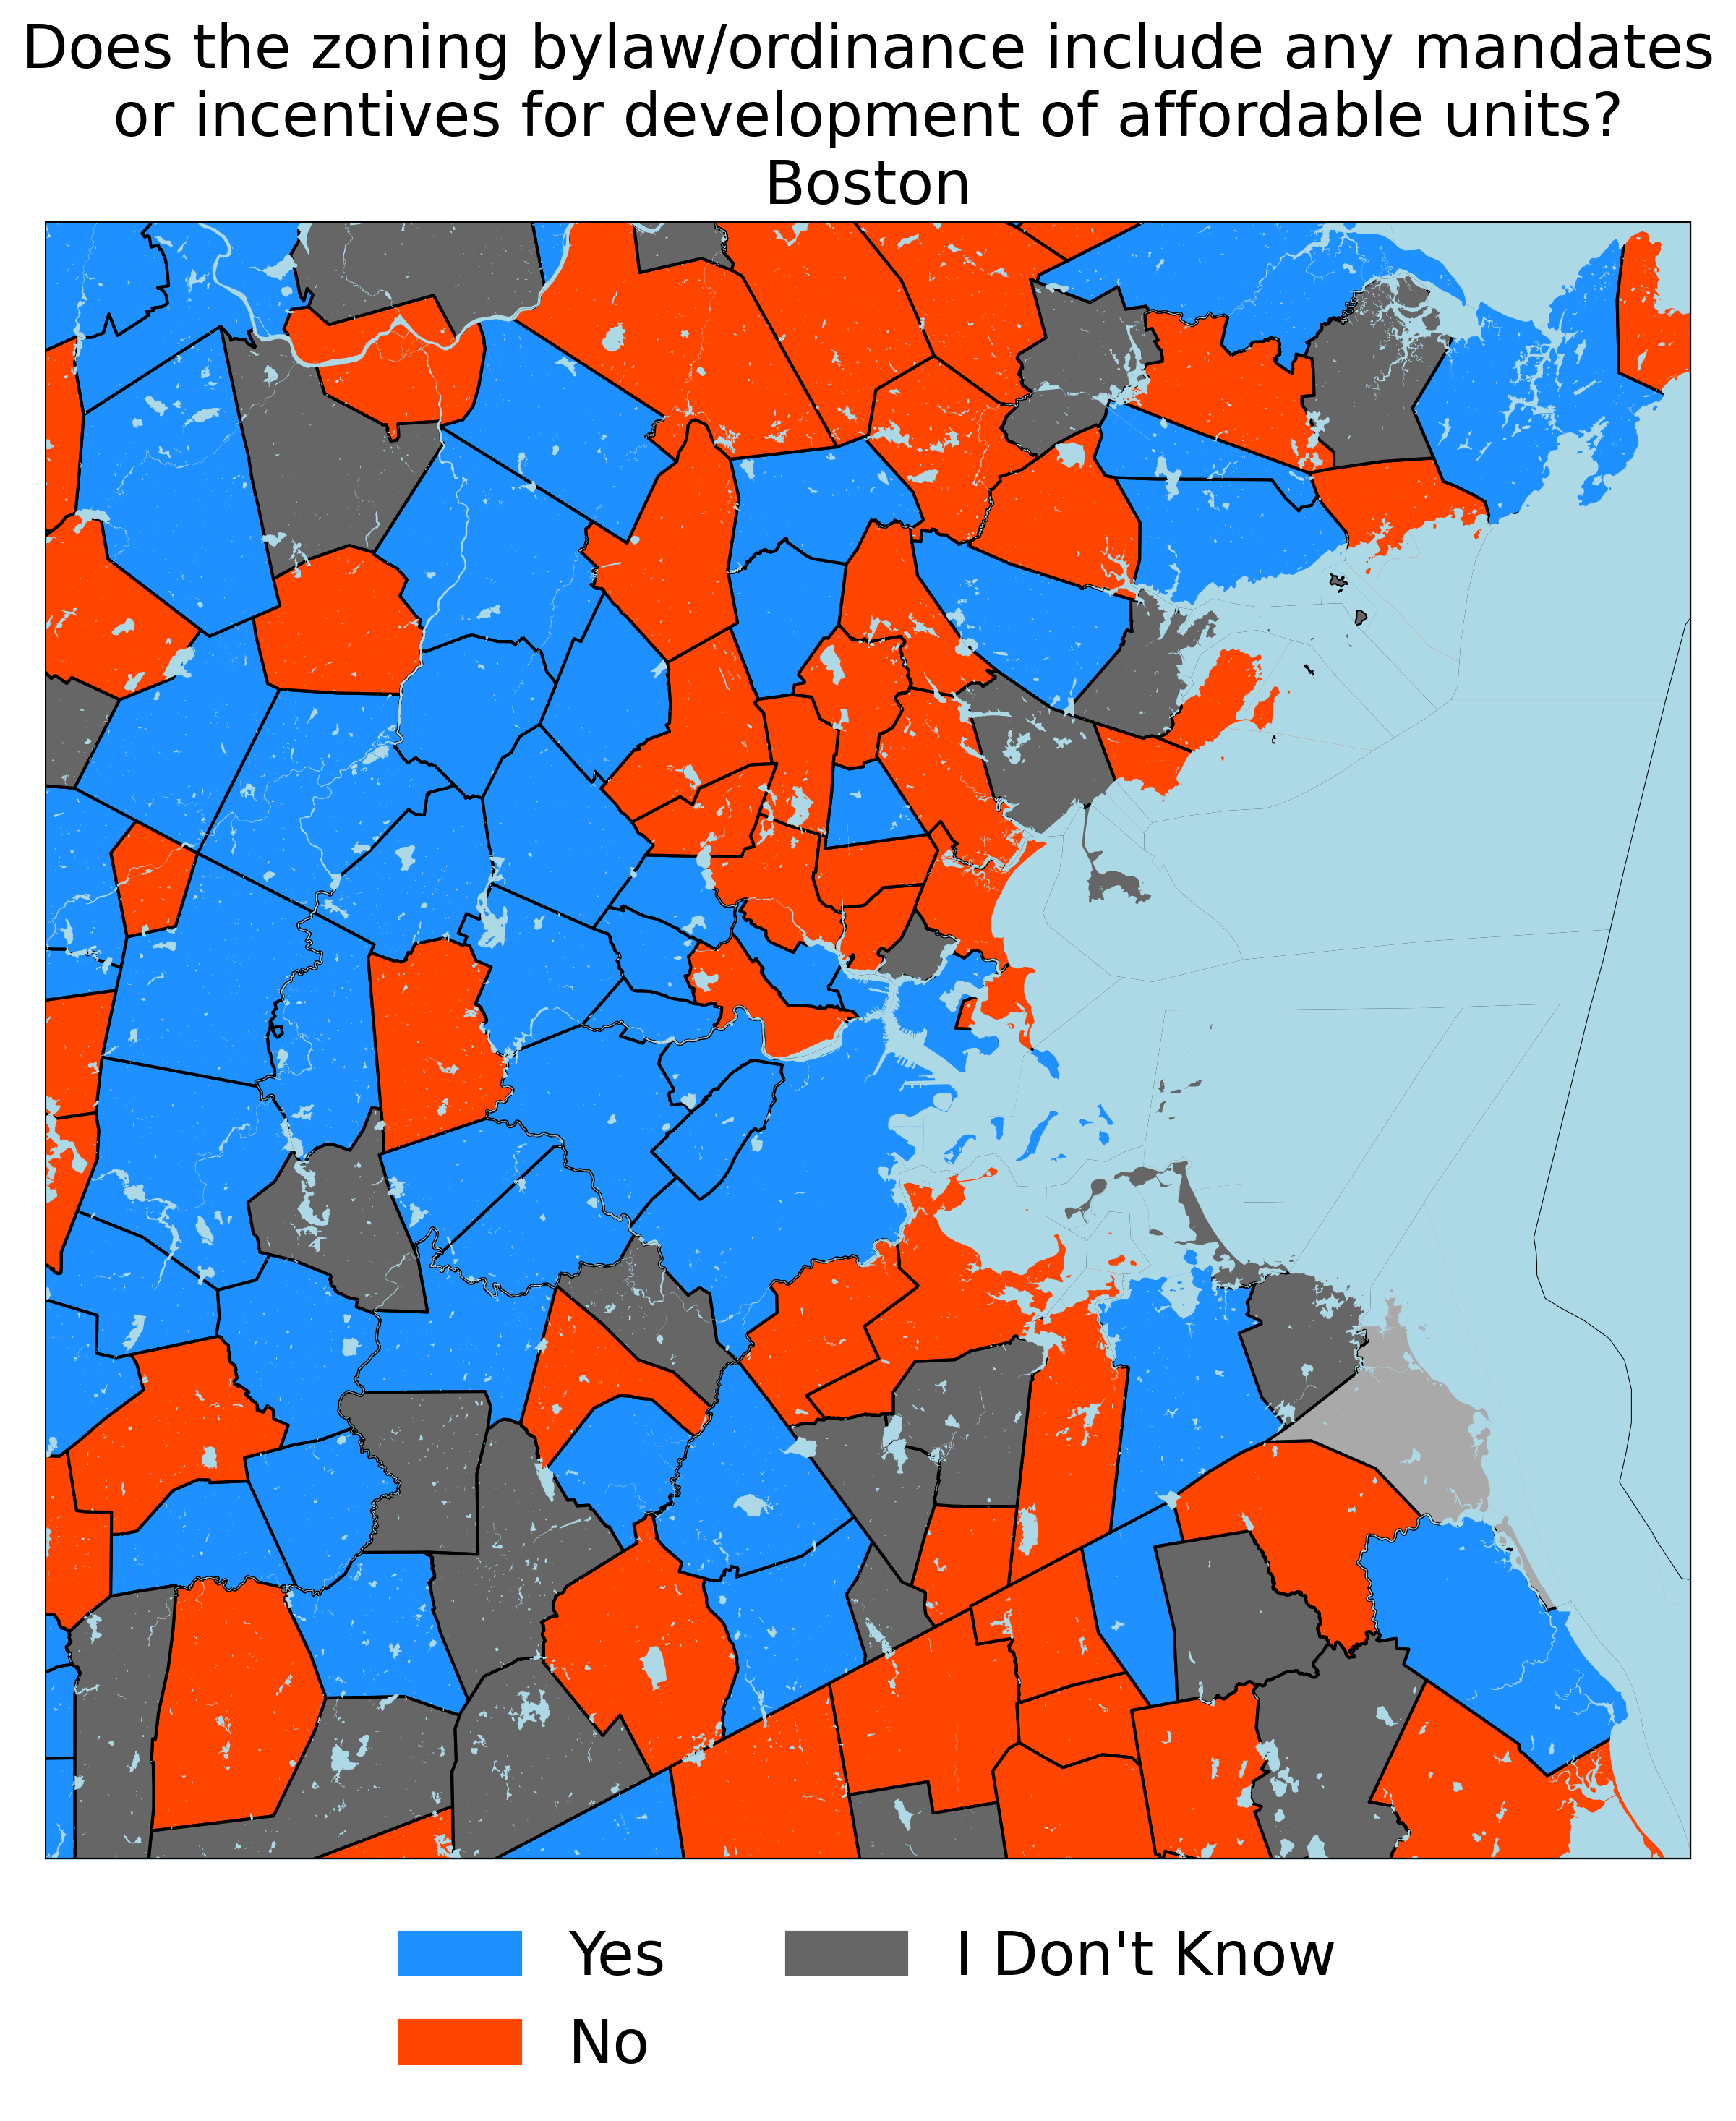 Does the zoning bylaw/ordinance include any mandates
or incentives for development of affordable units?
Boston
Yes
I Don't Know
No